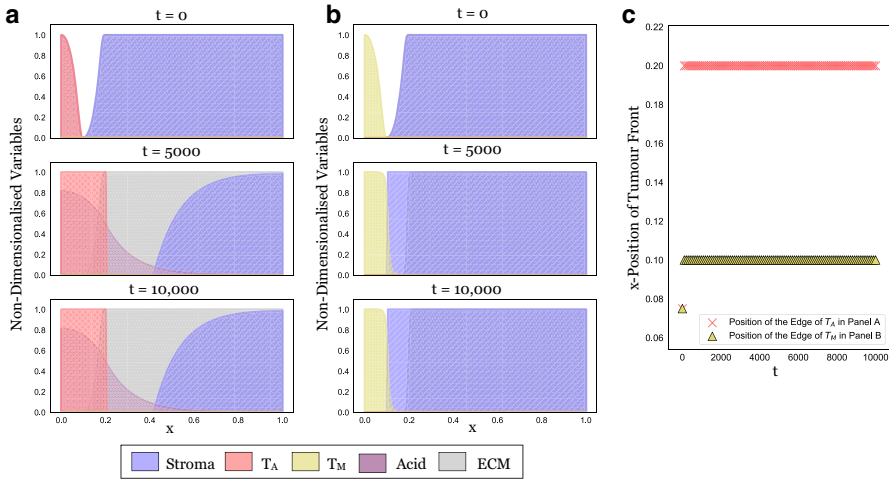 a
t = 0
1.0
0.8
0.6
0.4
0.2
0.0
t = 5000
1.0
0.8
0.6
0.4
0.2
0.0
t = 10,000
1.0
0.8
0.6
0.4
0.2
0.0
0.0 0.2 0.4 0.6 0.8 1.0
x
Non-Dimensionalised Variables
b
t = 0
1.0
0.8
0.6
0.4
0.2
0.0
t = 5000
1.0
0.8
0.6
0.4
0.2
0.0
t = 10,000
1.0
0.8
0.6
0.4
0.2
0.0
0.0 0.2 0.4 0.6 0.8 1.0
x
Non-Dimensionalised Variables
c
0.22
0.20
0.18
0.16
0.14
0.12
0.10
0.08
0.06
x-Position of Tumour Front
Position of the Edge of T_A in Panel A
Position of the Edge of T_M in Panel B
0 2000 4000 6000 8000 10000
t
Stroma T_A T_M Acid ECM